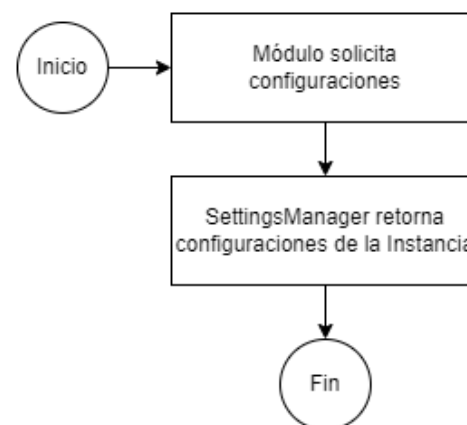 Inicio
Módulo solicita
configuraciones
SettingsManager retorna
configuraciones de la Instancia
Fin